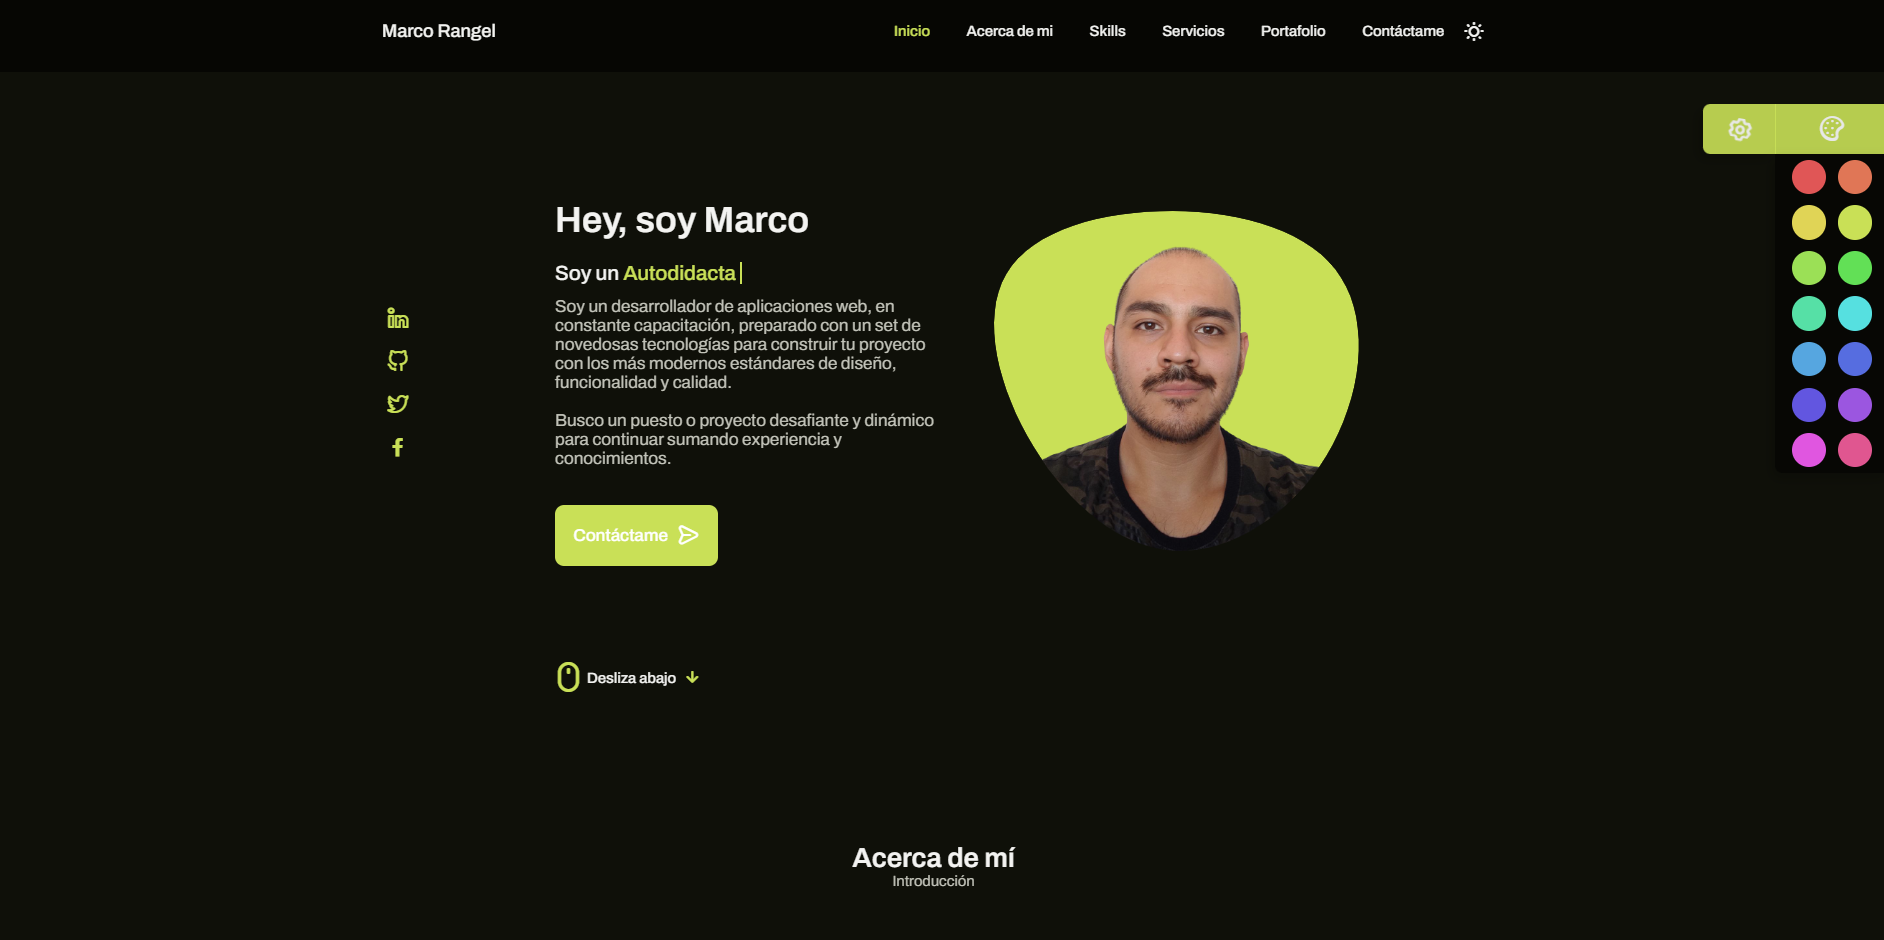 Marco Rangel
Inicio
Acerca de mi
Skills
Servicios
Portafolio
Contáctame
Hey, soy Marco
Soy un Autodidacta
Soy un desarrollador de aplicaciones web, en
constante capacitación, preparado con un set de
novedosas tecnologías para construir tu proyecto
con los más modernos estándares de diseño,
funcionalidad y calidad.
Busco un puesto o proyecto desafiante y dinámico
para continuar sumando experiencia y
conocimientos.
Contáctame
Desliza abajo
Acerca de mí
Introducción